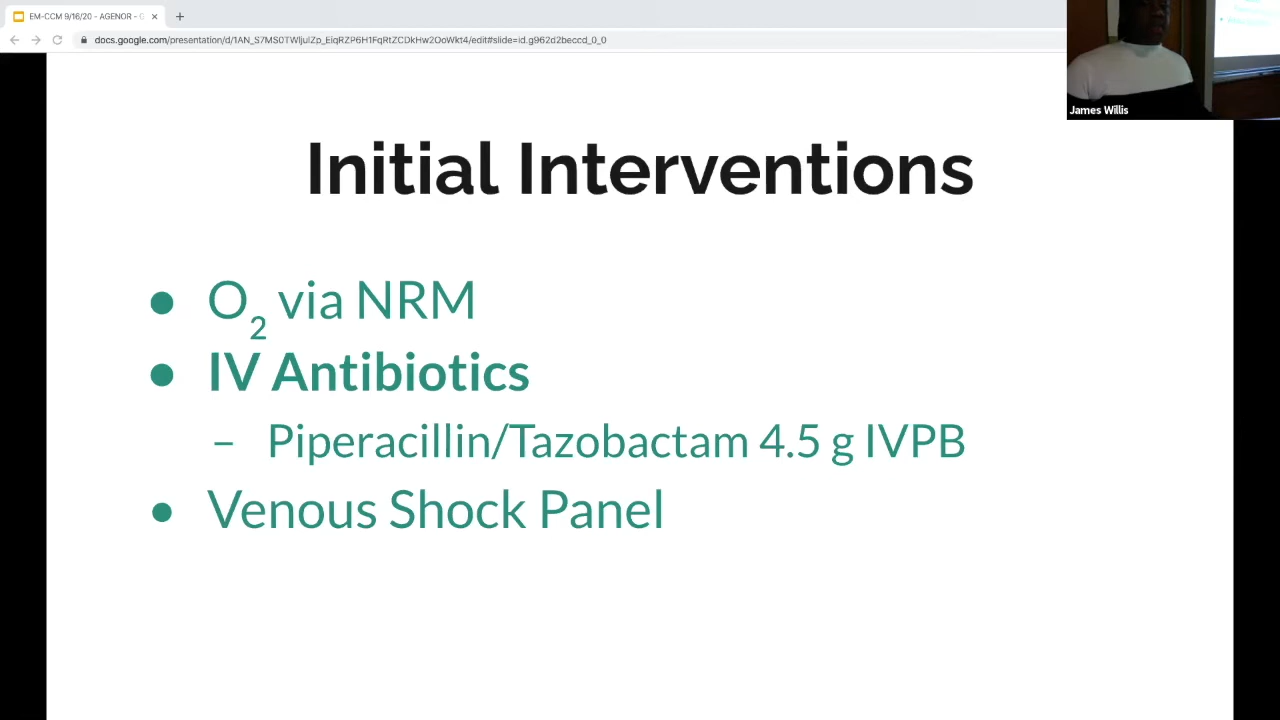 EM-CCM 9/16/20 - AGENOR - G
docs.google.com/presentation/d/1AN_S7MS0TWljulZp_EiqRZP6H1FqRtZCDkHw2OoWkt4/edit#slide=id.g962d2beccd_0_0
James Willis
Initial Interventions
● O2 via NRM
● IV Antibiotics
– Piperacillin/Tazobactam 4.5 g IVPB
● Venous Shock Panel